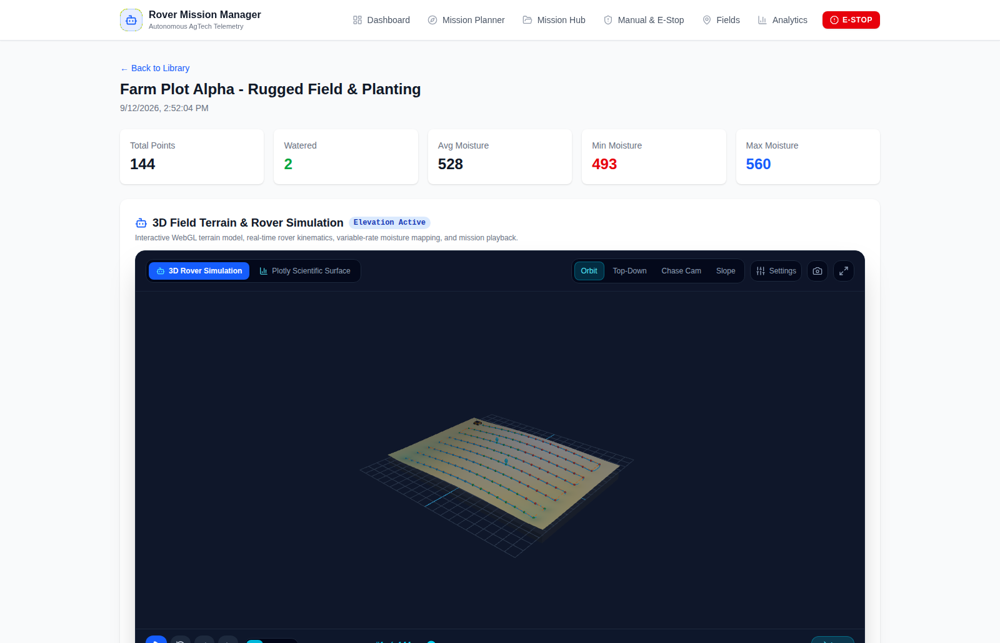 Rover Mission Manager
Autonomous AgTech Telemetry
Dashboard
Mission Planner
Mission Hub
Manual & E-Stop
Fields
Analytics
E-STOP
← Back to Library
Farm Plot Alpha - Rugged Field & Planting
9/12/2026, 2:52:04 PM
Total Points
144
Watered
2
Avg Moisture
528
Min Moisture
493
Max Moisture
560
3D Field Terrain & Rover Simulation
Elevation Active
Interactive WebGL terrain model, real-time rover kinematics, variable-rate moisture mapping, and mission playback.
3D Rover Simulation
Plotly Scientific Surface
Orbit
Top-Down
Chase Cam
Slope
Settings